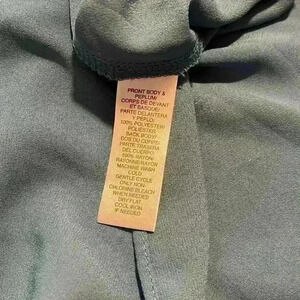 FRONT BODY &
PEPLUM/
CORPS DE DEVANT
ET BASQUE/
PARTE DELANTERA
Y PEPLO:
100% POLYESTER/
POLIESTER
BACK BODY/
DOS DU CORPS/
PARTE TRASERA
DEL CUERPO:
100% RAYON/
RAYONNE/RAYON
MACHINE WASH
COLD
GENTLE CYCLE
ONLY NON-
CHLORINE BLEACH
WHEN NEEDED
DRY FLAT
COOL IRON
IF NEEDED